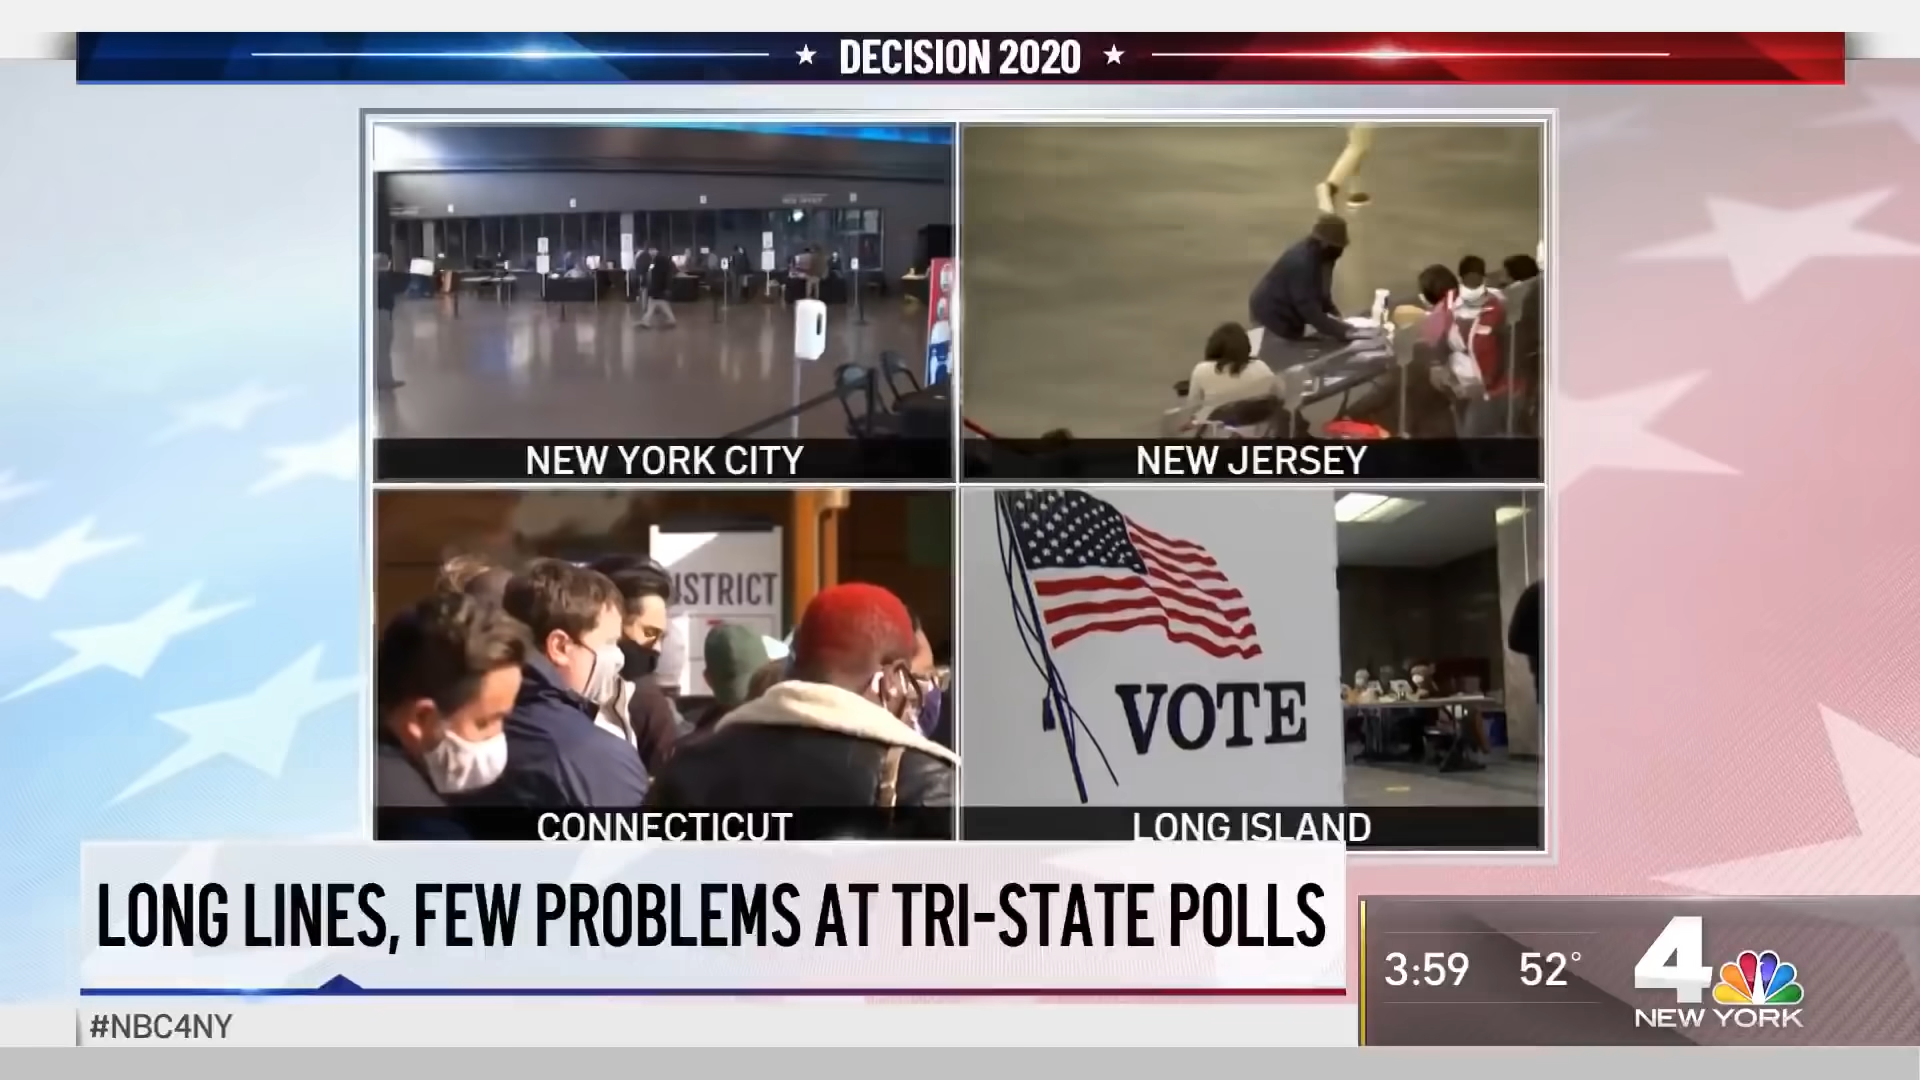 DECISION 2020
NEW YORK CITY
NEW JERSEY
ISTRICT
VOTE
CONNECTICUT
LONG ISLAND
LONG LINES, FEW PROBLEMS AT TRI-STATE POLLS
3:59 52°
4
NEW YORK
#NBC4NY